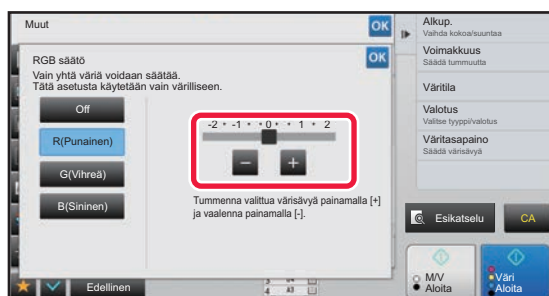 Muut
OK
RGB säätö
OK
Vain yhtä väriä voidaan säätää.
Tätä asetusta käytetään vain värilliseen.
Off
R(Punainen)
G(Vihreä)
B(Sininen)
-2 • -1 • • 0 • • 1 • 2
− +
Tummenna valittua värisävyä painamalla [+]
ja vaalenna painamalla [-].
Edellinen
Alkup.
Vaihda kokoa/suuntaa
Voimakkuus
Säädä tummuutta
Väritila
Valotus
Valitse tyyppi/valotus
Väritasapaino
Säädä värisävyä
Esikatselu
CA
M/V
Aloita
Väri
Aloita